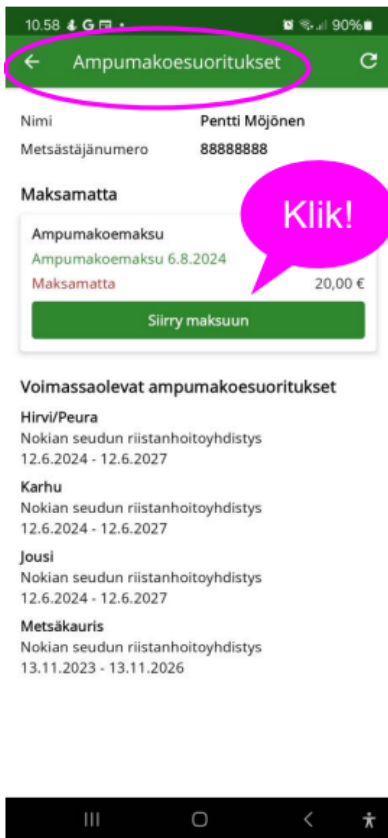 10.58 G 90%
Ampumakoesuoritukset
Nimi Pentti Möjönen
Metsästäjänumero 88888888
Maksamatta
Klik!
Ampumakoemaksu
Ampumakoemaksu 6.8.2024
Maksamatta 20,00 €
Siirry maksuun
Voimassaolevat ampumakoesuoritukset
Hirvi/Peura
Nokian seudun riistanhoitoyhdistys
12.6.2024 - 12.6.2027
Karhu
Nokian seudun riistanhoitoyhdistys
12.6.2024 - 12.6.2027
Jousi
Nokian seudun riistanhoitoyhdistys
12.6.2024 - 12.6.2027
Metsäkauris
Nokian seudun riistanhoitoyhdistys
13.11.2023 - 13.11.2026